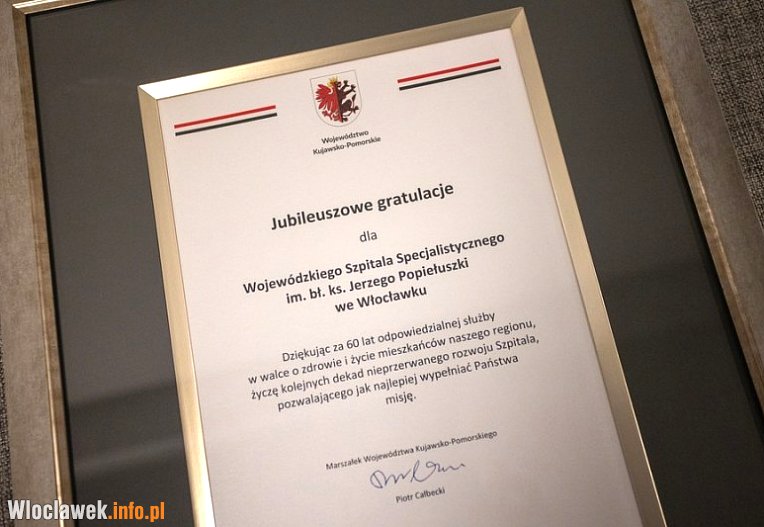 Województwo
Kujawsko-Pomorskie
Jubileuszowe gratulacje
dla
Wojewódzkiego Szpitala Specjalistycznego
im. bł. ks. Jerzego Popiełuszki
we Włocławku
Dziękując za 60 lat odpowiedzialnej służby
w walce o zdrowie i życie mieszkańców naszego regionu,
życzę kolejnych dekad nieprzerwanego rozwoju Szpitala,
pozwalającego jak najlepiej wypełniać Państwa
misję.
Marszałek Województwa Kujawsko-Pomorskiego
Piotr Całbecki
Wloclawek.info.pl